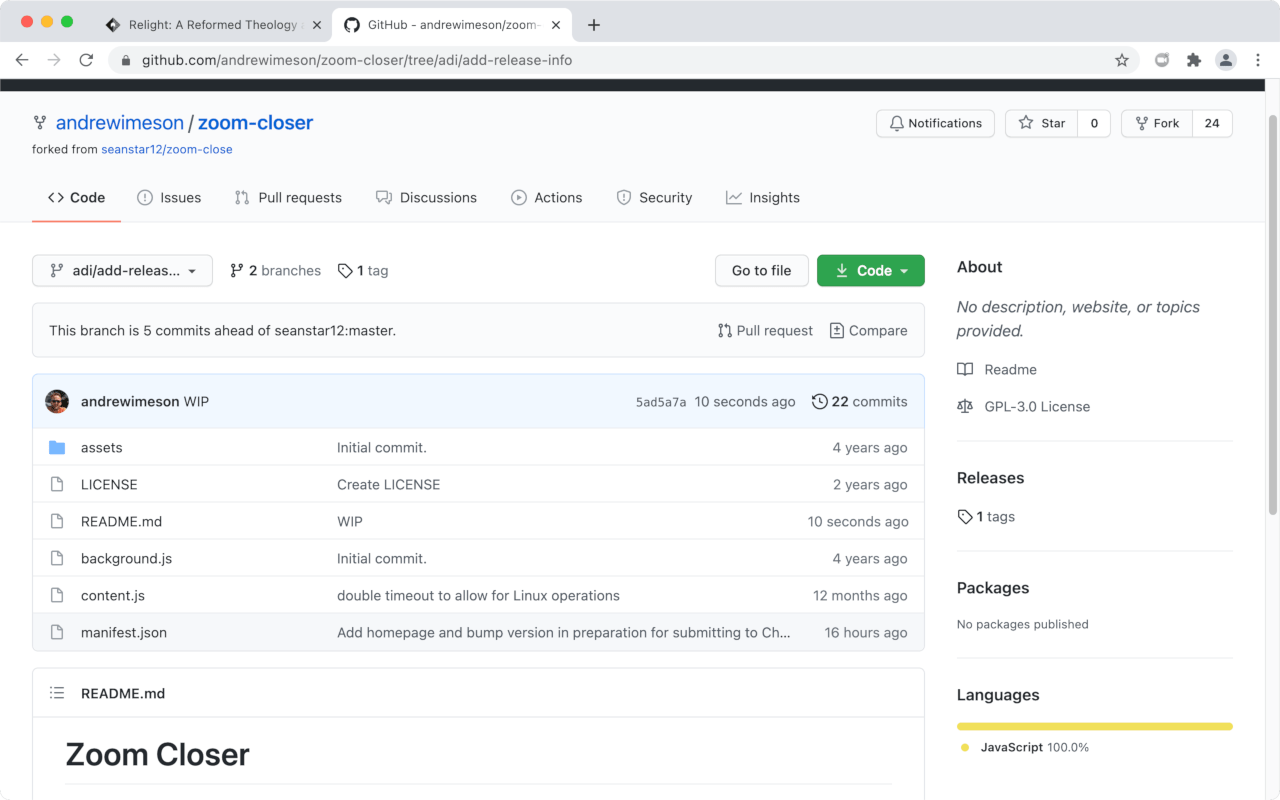 Relight: A Reformed Theology
GitHub - andrewimeson/zoom-
github.com/andrewimeson/zoom-closer/tree/adi/add-release-info
andrewimeson / zoom-closer
Notifications
Star 0
Fork 24
forked from seanstar12/zoom-close
Code
Issues
Pull requests
Discussions
Actions
Security
Insights
adi/add-releas...
2 branches
1 tag
Go to file
Code
This branch is 5 commits ahead of seanstar12:master.
Pull request
Compare
andrewimeson WIP
5ad5a7a 10 seconds ago
22 commits
assets Initial commit. 4 years ago
LICENSE Create LICENSE 2 years ago
README.md WIP 10 seconds ago
background.js Initial commit. 4 years ago
content.js double timeout to allow for Linux operations 12 months ago
manifest.json Add homepage and bump version in preparation for submitting to Ch... 16 hours ago
README.md
Zoom Closer
About
No description, website, or topics
provided.
Readme
GPL-3.0 License
Releases
1 tags
Packages
No packages published
Languages
JavaScript 100.0%